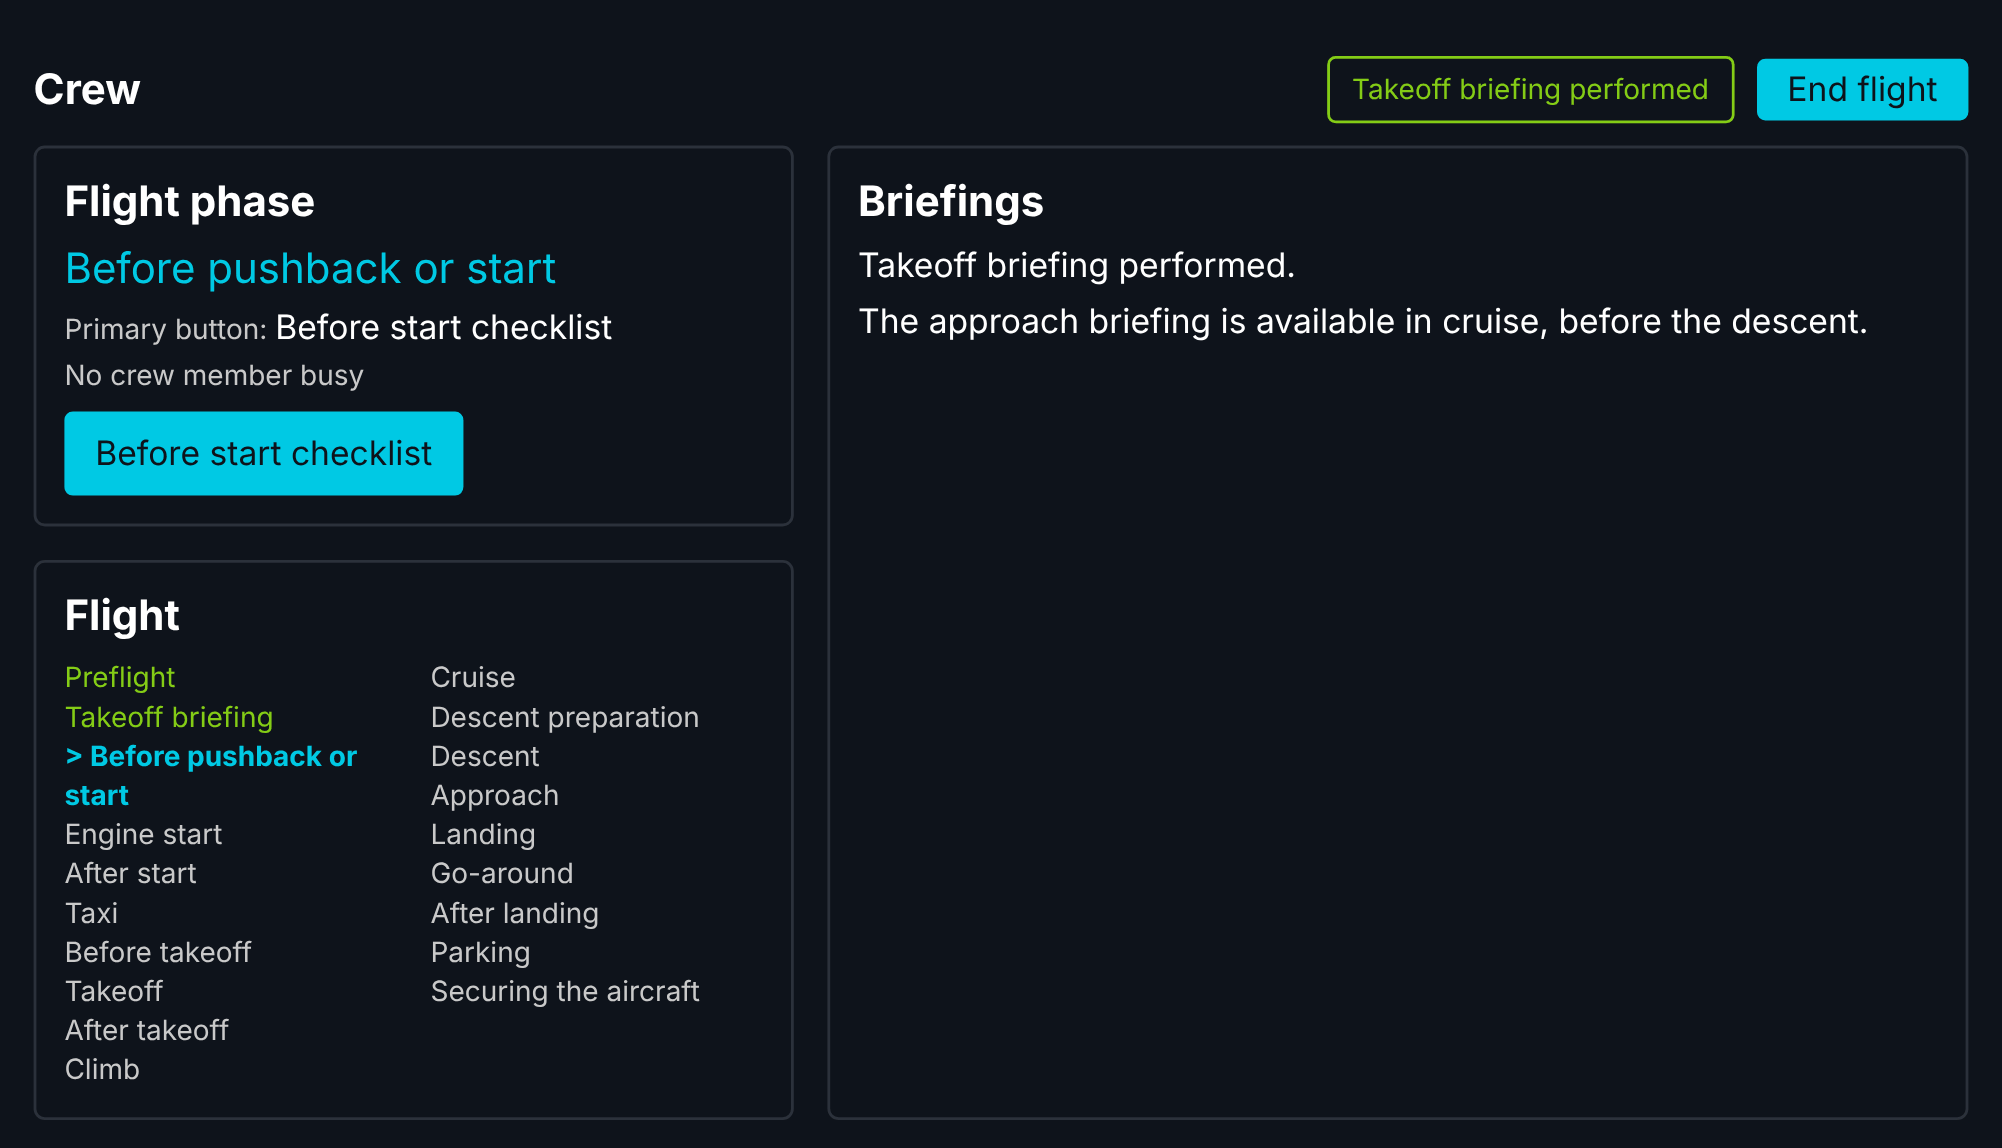 Crew
Takeoff briefing performed
End flight
Flight phase
Before pushback or start
Primary button: Before start checklist
No crew member busy
Before start checklist
Briefings
Takeoff briefing performed.
The approach briefing is available in cruise, before the descent.
Flight
Preflight
Takeoff briefing
> Before pushback or
start
Engine start
After start
Taxi
Before takeoff
Takeoff
After takeoff
Climb
Cruise
Descent preparation
Descent
Approach
Landing
Go-around
After landing
Parking
Securing the aircraft